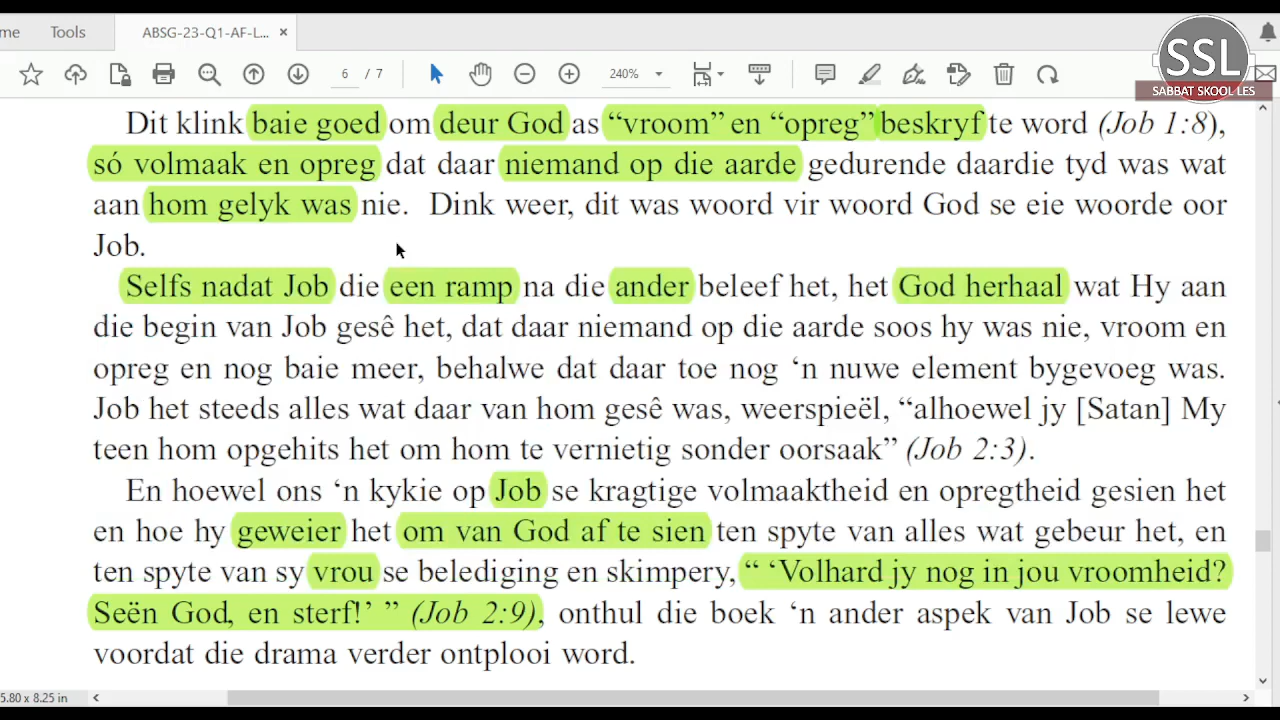 me Tools ABSG-23-Q1-AF-L... ×
SSL
SABBAT SKOOL LES
6 / 7 240%
Dit klink baie goed om deur God as “vroom” en “opreg” beskryf te word (Job 1:8),
só volmaak en opreg dat daar niemand op die aarde gedurende daardie tyd was wat
aan hom gelyk was nie. Dink weer, dit was woord vir woord God se eie woorde oor
Job.
Selfs nadat Job die een ramp na die ander beleef het, het God herhaal wat Hy aan
die begin van Job gesê het, dat daar niemand op die aarde soos hy was nie, vroom en
opreg en nog baie meer, behalwe dat daar toe nog ‘n nuwe element bygevoeg was.
Job het steeds alles wat daar van hom gesê was, weerspieël, “alhoewel jy [Satan] My
teen hom opgehits het om hom te vernietig sonder oorsaak” (Job 2:3).
En hoewel ons ‘n kykie op Job se kragtige volmaaktheid en opregtheid gesien het
en hoe hy geweier het om van God af te sien ten spyte van alles wat gebeur het, en
ten spyte van sy vrou se belediging en skimpery, “ ‘Volhard jy nog in jou vroomheid?
Seën God, en sterf!’ ” (Job 2:9), onthul die boek ‘n ander aspek van Job se lewe
voordat die drama verder ontplooi word.
5.80 x 8.25 in